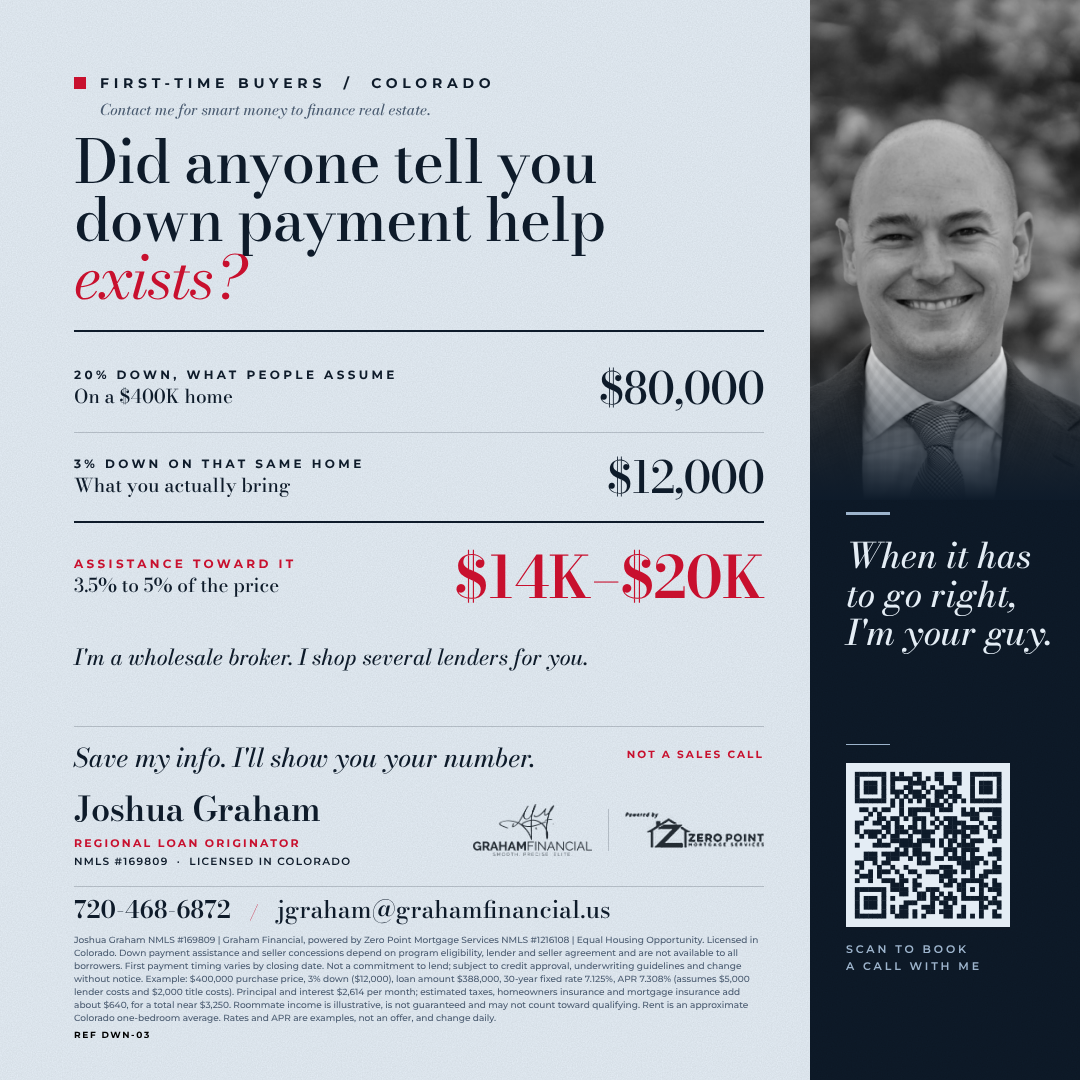 FIRST-TIME BUYERS / COLORADO
Contact me for smart money to finance real estate.
Did anyone tell you
down payment help
exists?
20% DOWN, WHAT PEOPLE ASSUME
On a $400K home
$80,000
3% DOWN ON THAT SAME HOME
What you actually bring
$12,000
ASSISTANCE TOWARD IT
3.5% to 5% of the price
$14K–$20K
I'm a wholesale broker. I shop several lenders for you.
Save my info. I'll show you your number.
NOT A SALES CALL
Joshua Graham
REGIONAL LOAN ORIGINATOR
NMLS #169809 · LICENSED IN COLORADO
GRAHAMFINANCIAL
SMOOTH. PRECISE. ELITE.
Powered by
ZERO POINT
MORTGAGE SERVICES
720-468-6872 / jgraham@grahamfinancial.us
Joshua Graham NMLS #169809 | Graham Financial, powered by Zero Point Mortgage Services NMLS #1216108 | Equal Housing Opportunity. Licensed in
Colorado. Down payment assistance and seller concessions depend on program eligibility, lender and seller agreement and are not available to all
borrowers. First payment timing varies by closing date. Not a commitment to lend; subject to credit approval, underwriting guidelines and change
without notice. Example: $400,000 purchase price, 3% down ($12,000), loan amount $388,000, 30-year fixed rate 7.125%, APR 7.308% (assumes $5,000
lender costs and $2,000 title costs). Principal and interest $2,614 per month; estimated taxes, homeowners insurance and mortgage insurance add
about $640, for a total near $3,250. Roommate income is illustrative, is not guaranteed and may not count toward qualifying. Rent is an approximate
Colorado one-bedroom average. Rates and APR are examples, not an offer, and change daily.
REF DWN-03
When it has
to go right,
I'm your guy.
SCAN TO BOOK
A CALL WITH ME